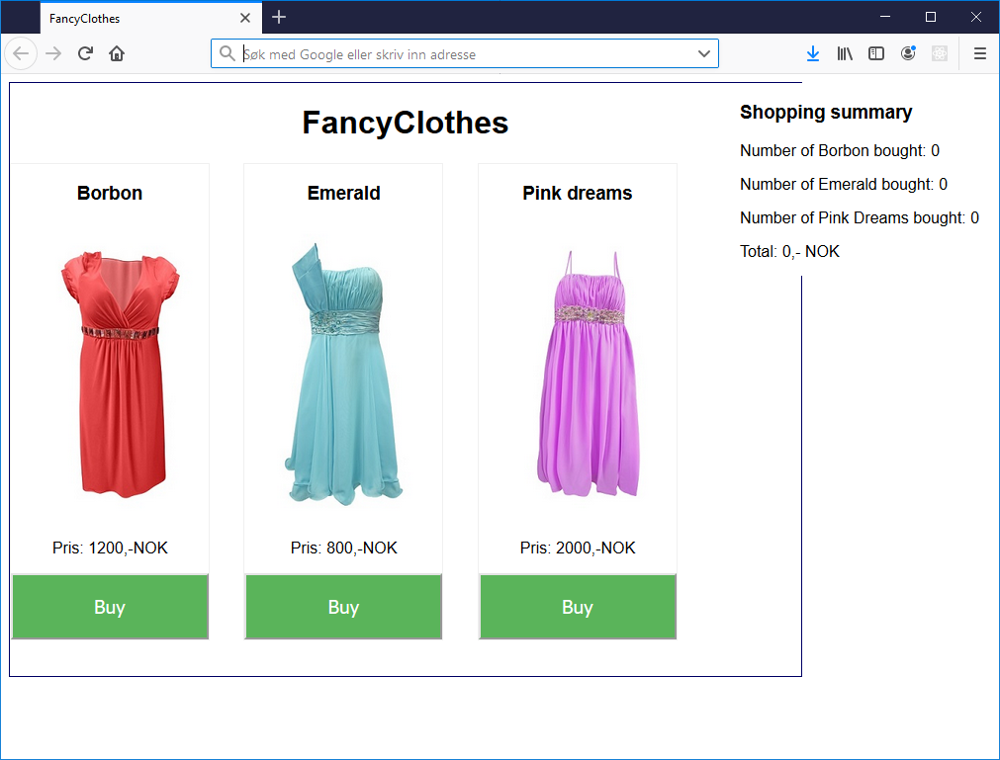 FancyClothes
Søk med Google eller skriv inn adresse
FancyClothes
Borbon
Emerald
Pink dreams
Pris: 1200,-NOK
Pris: 800,-NOK
Pris: 2000,-NOK
Buy
Buy
Buy
Shopping summary
Number of Borbon bought: 0
Number of Emerald bought: 0
Number of Pink Dreams bought: 0
Total: 0,- NOK